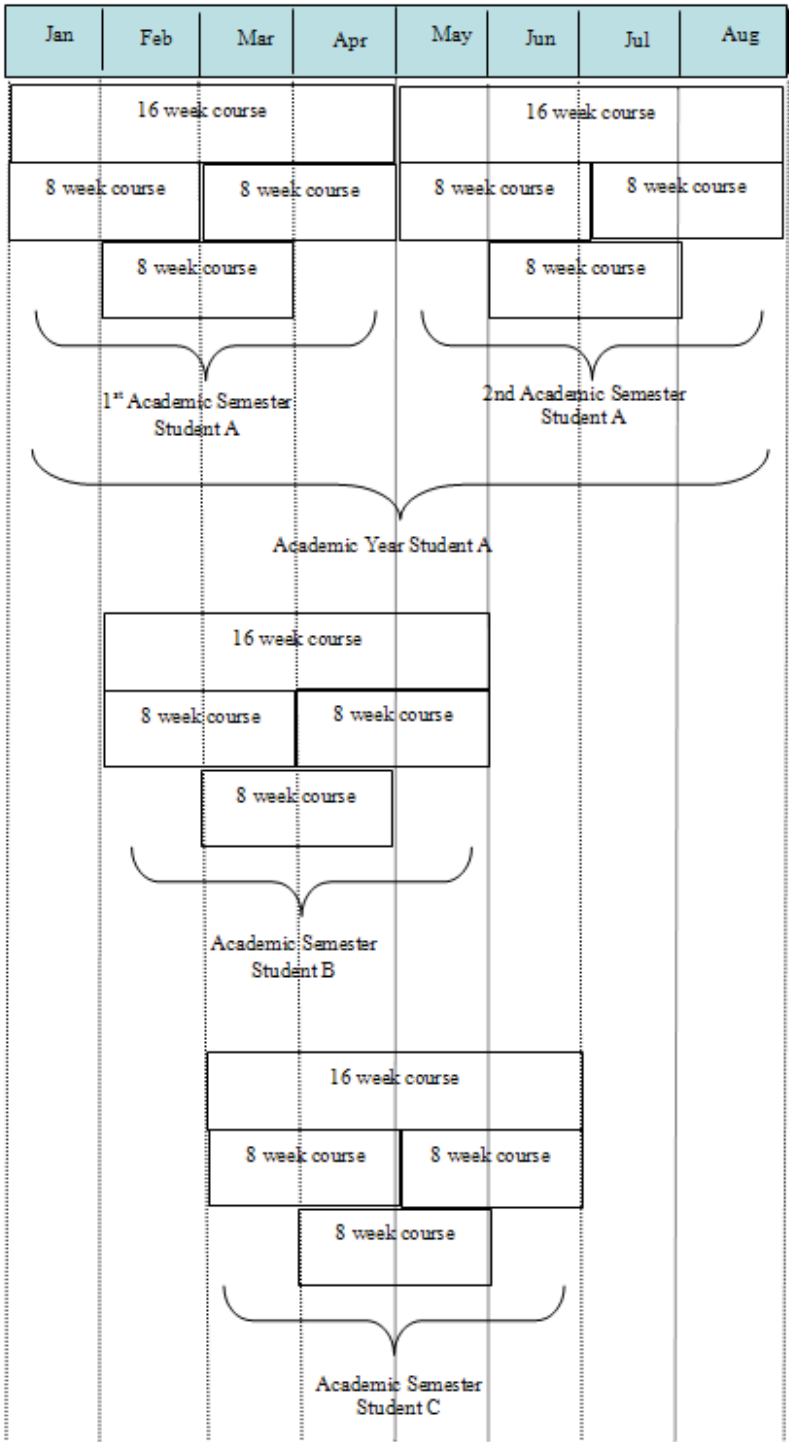 Jan Feb Mar Apr May Jun Jul Aug
16 week course 16 week course
8 week course 8 week course 8 week course 8 week course
8 week course 8 week course
1st Academic Semester
Student A
2nd Academic Semester
Student A
Academic Year Student A
16 week course
8 week course 8 week course
8 week course
Academic Semester
Student B
16 week course
8 week course 8 week course
8 week course
Academic Semester
Student C